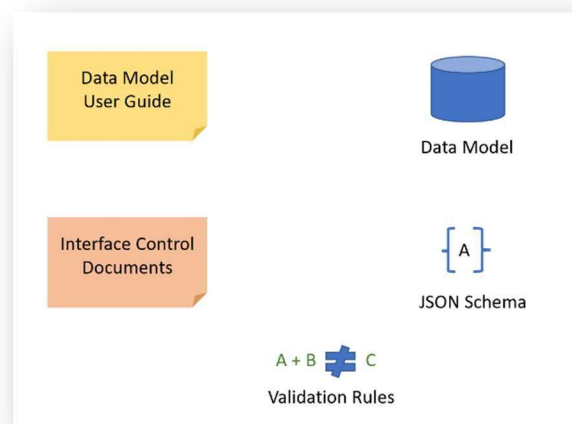 Data Model
User Guide
Data Model
Interface Control
Documents
{A}
JSON Schema
A + B ≠ C
Validation Rules